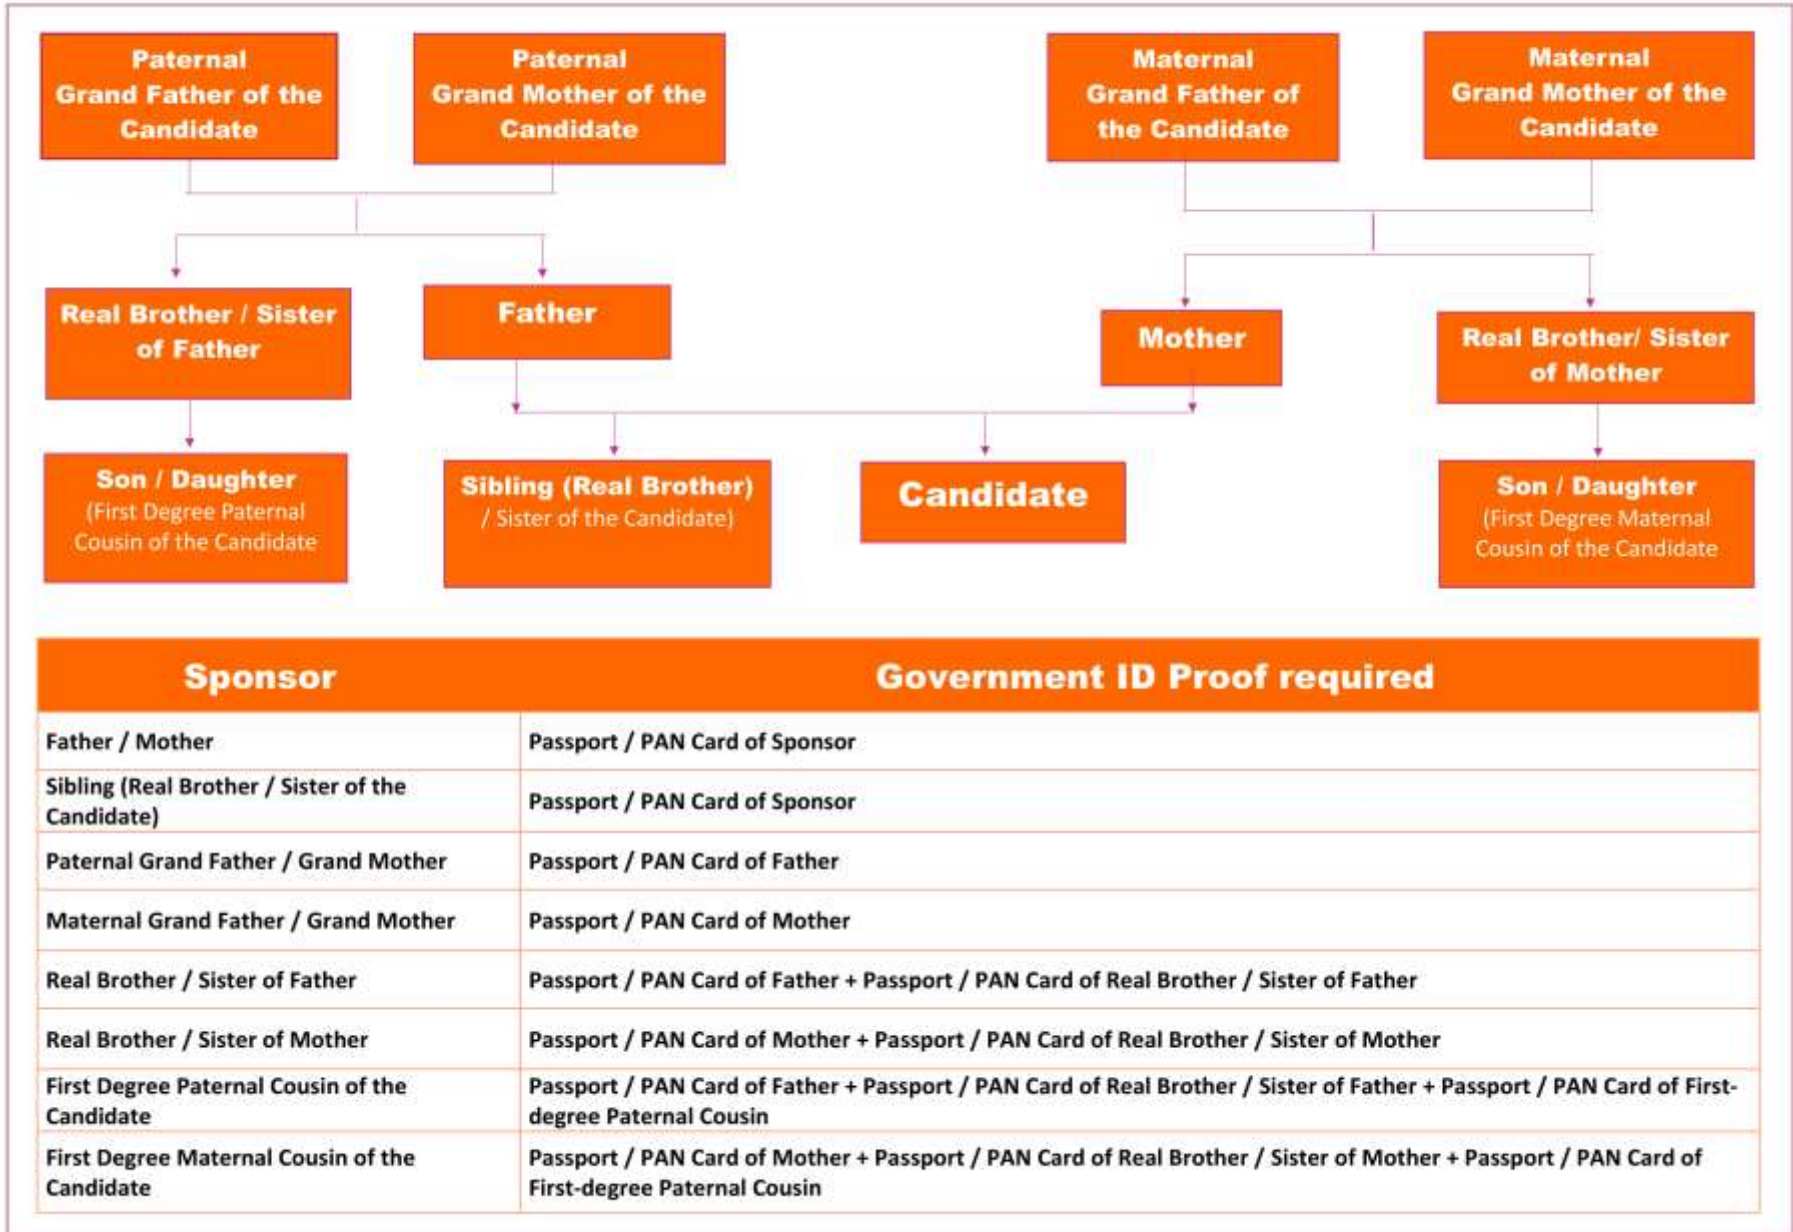 Paternal
Grand Father of the
Candidate
Paternal
Grand Mother of the
Candidate
Maternal
Grand Father of
the Candidate
Maternal
Grand Mother of the
Candidate
Real Brother / Sister
of Father
Father
Mother
Real Brother/ Sister
of Mother
Son / Daughter
(First Degree Paternal
Cousin of the Candidate
Sibling (Real Brother)
/ Sister of the Candidate)
Candidate
Son / Daughter
(First Degree Maternal
Cousin of the Candidate
Sponsor
Government ID Proof required
Father / Mother
Passport / PAN Card of Sponsor
Sibling (Real Brother / Sister of the
Candidate)
Passport / PAN Card of Sponsor
Paternal Grand Father / Grand Mother
Passport / PAN Card of Father
Maternal Grand Father / Grand Mother
Passport / PAN Card of Mother
Real Brother / Sister of Father
Passport / PAN Card of Father + Passport / PAN Card of Real Brother / Sister of Father
Real Brother / Sister of Mother
Passport / PAN Card of Mother + Passport / PAN Card of Real Brother / Sister of Mother
First Degree Paternal Cousin of the
Candidate
Passport / PAN Card of Father + Passport / PAN Card of Real Brother / Sister of Father + Passport / PAN Card of First-
degree Paternal Cousin
First Degree Maternal Cousin of the
Candidate
Passport / PAN Card of Mother + Passport / PAN Card of Real Brother / Sister of Mother + Passport / PAN Card of
First-degree Paternal Cousin